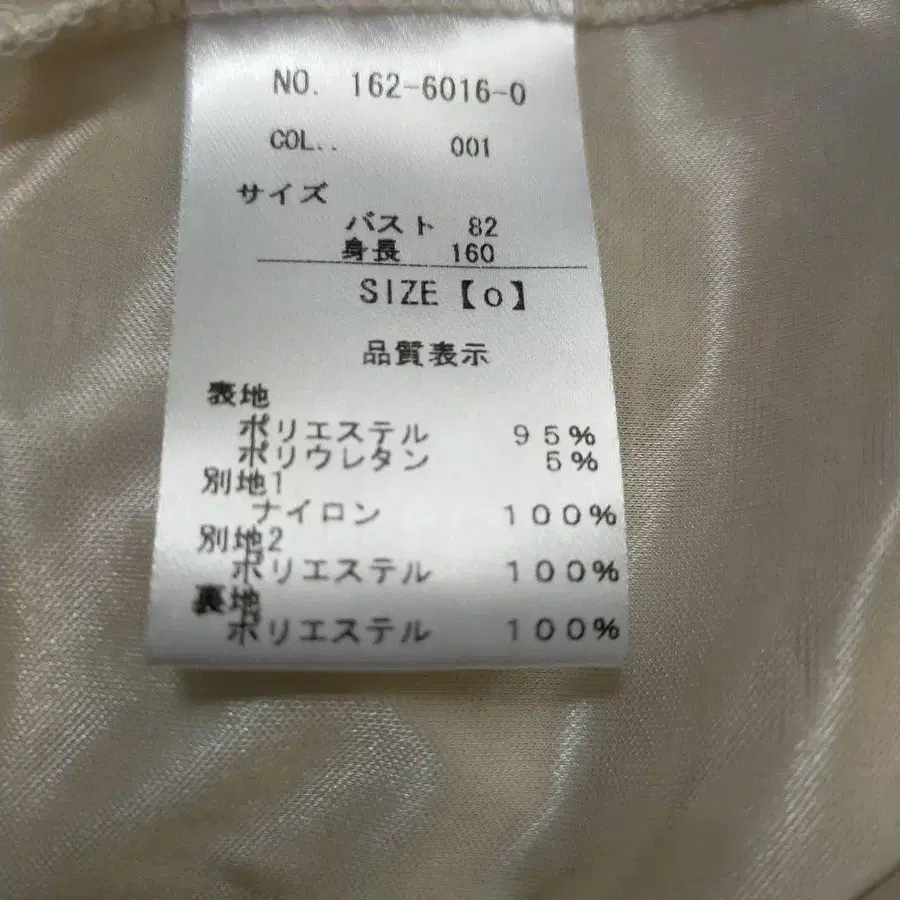 NO. 162-6016-0
COL.. 001
サイズ
バスト 82
身長 160
SIZE【o】
品質表示
表地
ポリエステル 95%
ポリウレタン 5%
別地1
ナイロン 100%
別地2
ポリエステル 100%
裏地
ポリエステル 100%